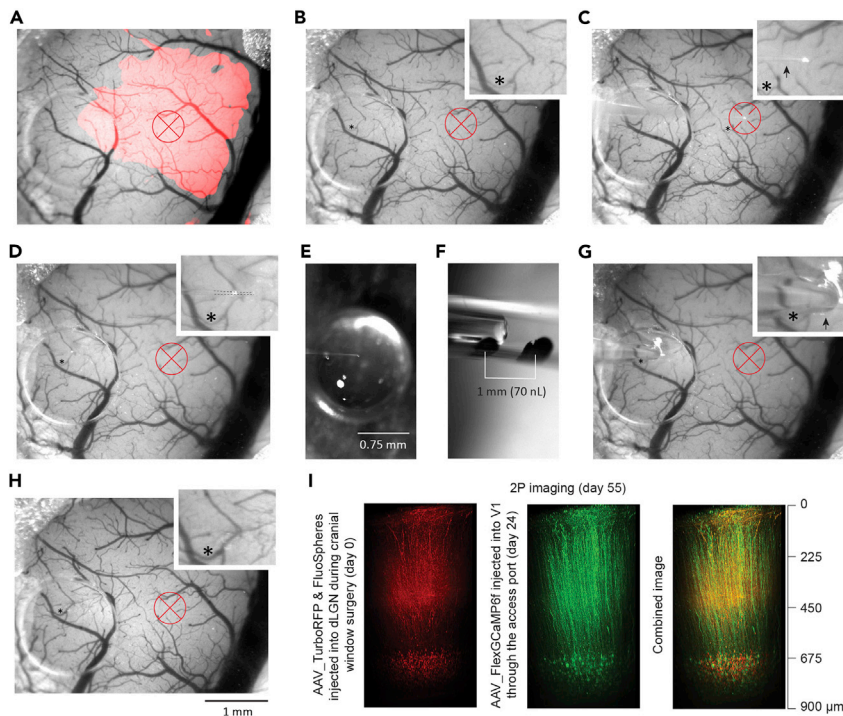 A
B
C
*
*
*
*
D
E
F
G
*
*
0.75 mm
1 mm (70 nL)
*
*
H
*
*
1 mm
I
2P imaging (day 55)
AAV_TurboRFP & FluoSpheres
injected into dLGN during cranial
window surgery (day 0)
AAV_FlexGCaMP6f injected into V1
through the access port (day 24)
Combined image
0
225
450
675
900 µm